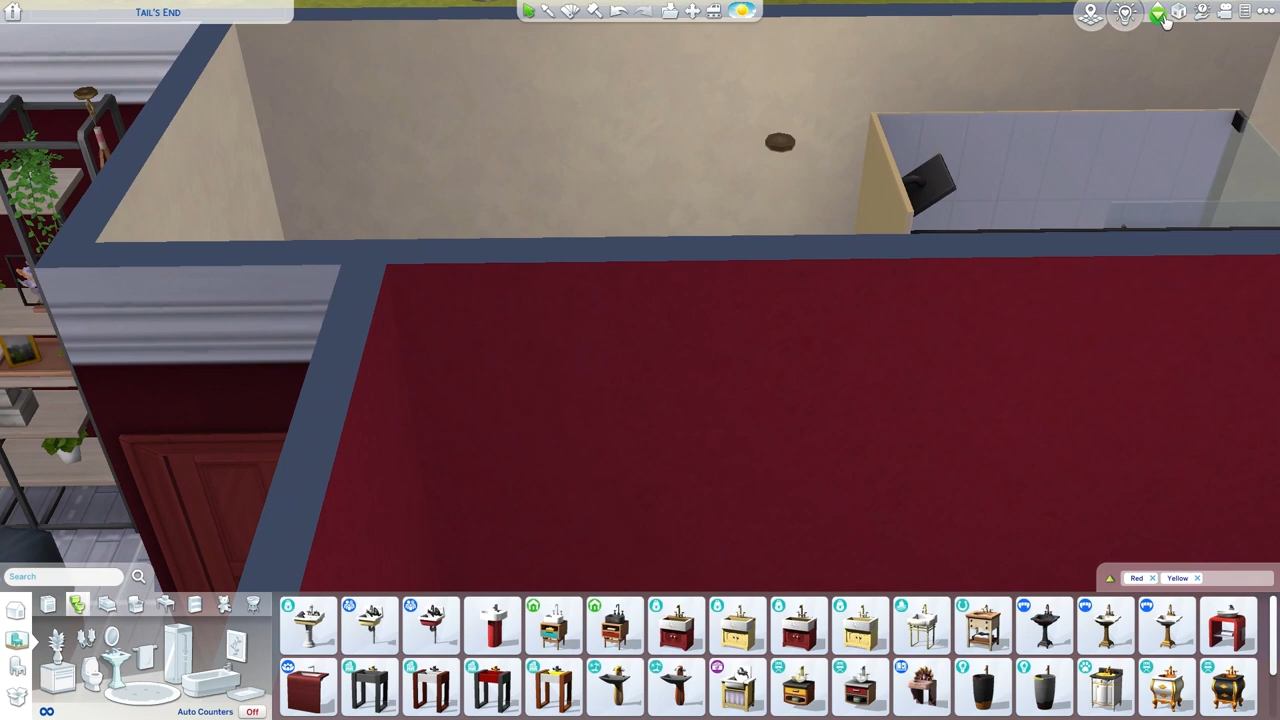 TAIL'S END
Search
Red
Yellow
Auto Counters Off